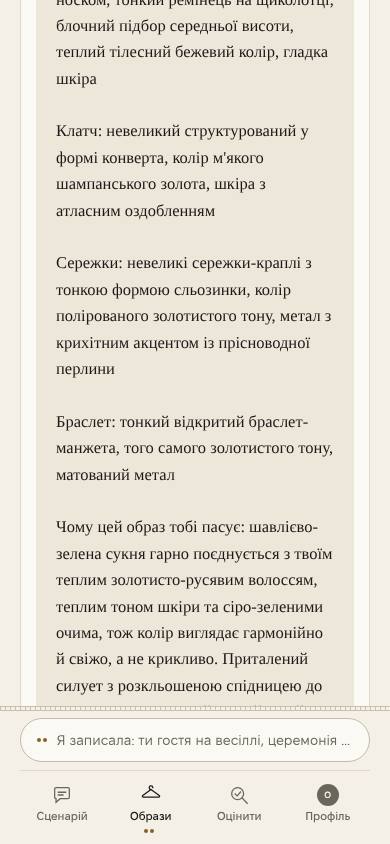 носком, тонкий ремінець на щиколотці,
блочний підбор середньої висоти,
теплий тілесний бежевий колір, гладка
шкіра
Клатч: невеликий структурований у
формі конверта, колір м'якого
шампанського золота, шкіра з
атласним оздобленням
Сережки: невеликі сережки-краплі з
тонкою формою сльозинки, колір
полірованого золотистого тону, метал з
крихітним акцентом із прісноводної
перлини
Браслет: тонкий відкритий браслет-
манжета, того самого золотистого тону,
матований метал
Чому цей образ тобі пасує: шавлієво-
зелена сукня гарно поєднується з твоїм
теплим золотисто-русявим волоссям,
теплим тоном шкіри та сіро-зеленими
очима, тож колір виглядає гармонійно
й свіжо, а не крикливо. Приталений
силует з розкльошеною спідницею до
Я записала: ти гостя на весіллі, церемонія ...
Сценарій
Образи
Оцінити
О
Профіль